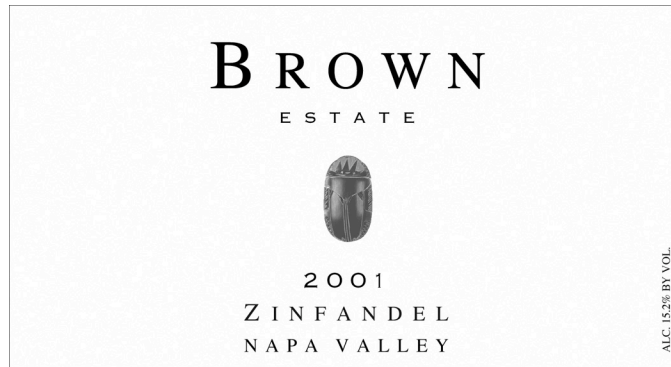 BROWN
ESTATE
2001
ZINFANDEL
NAPA VALLEY
ALC. 15.2% BY VOL.